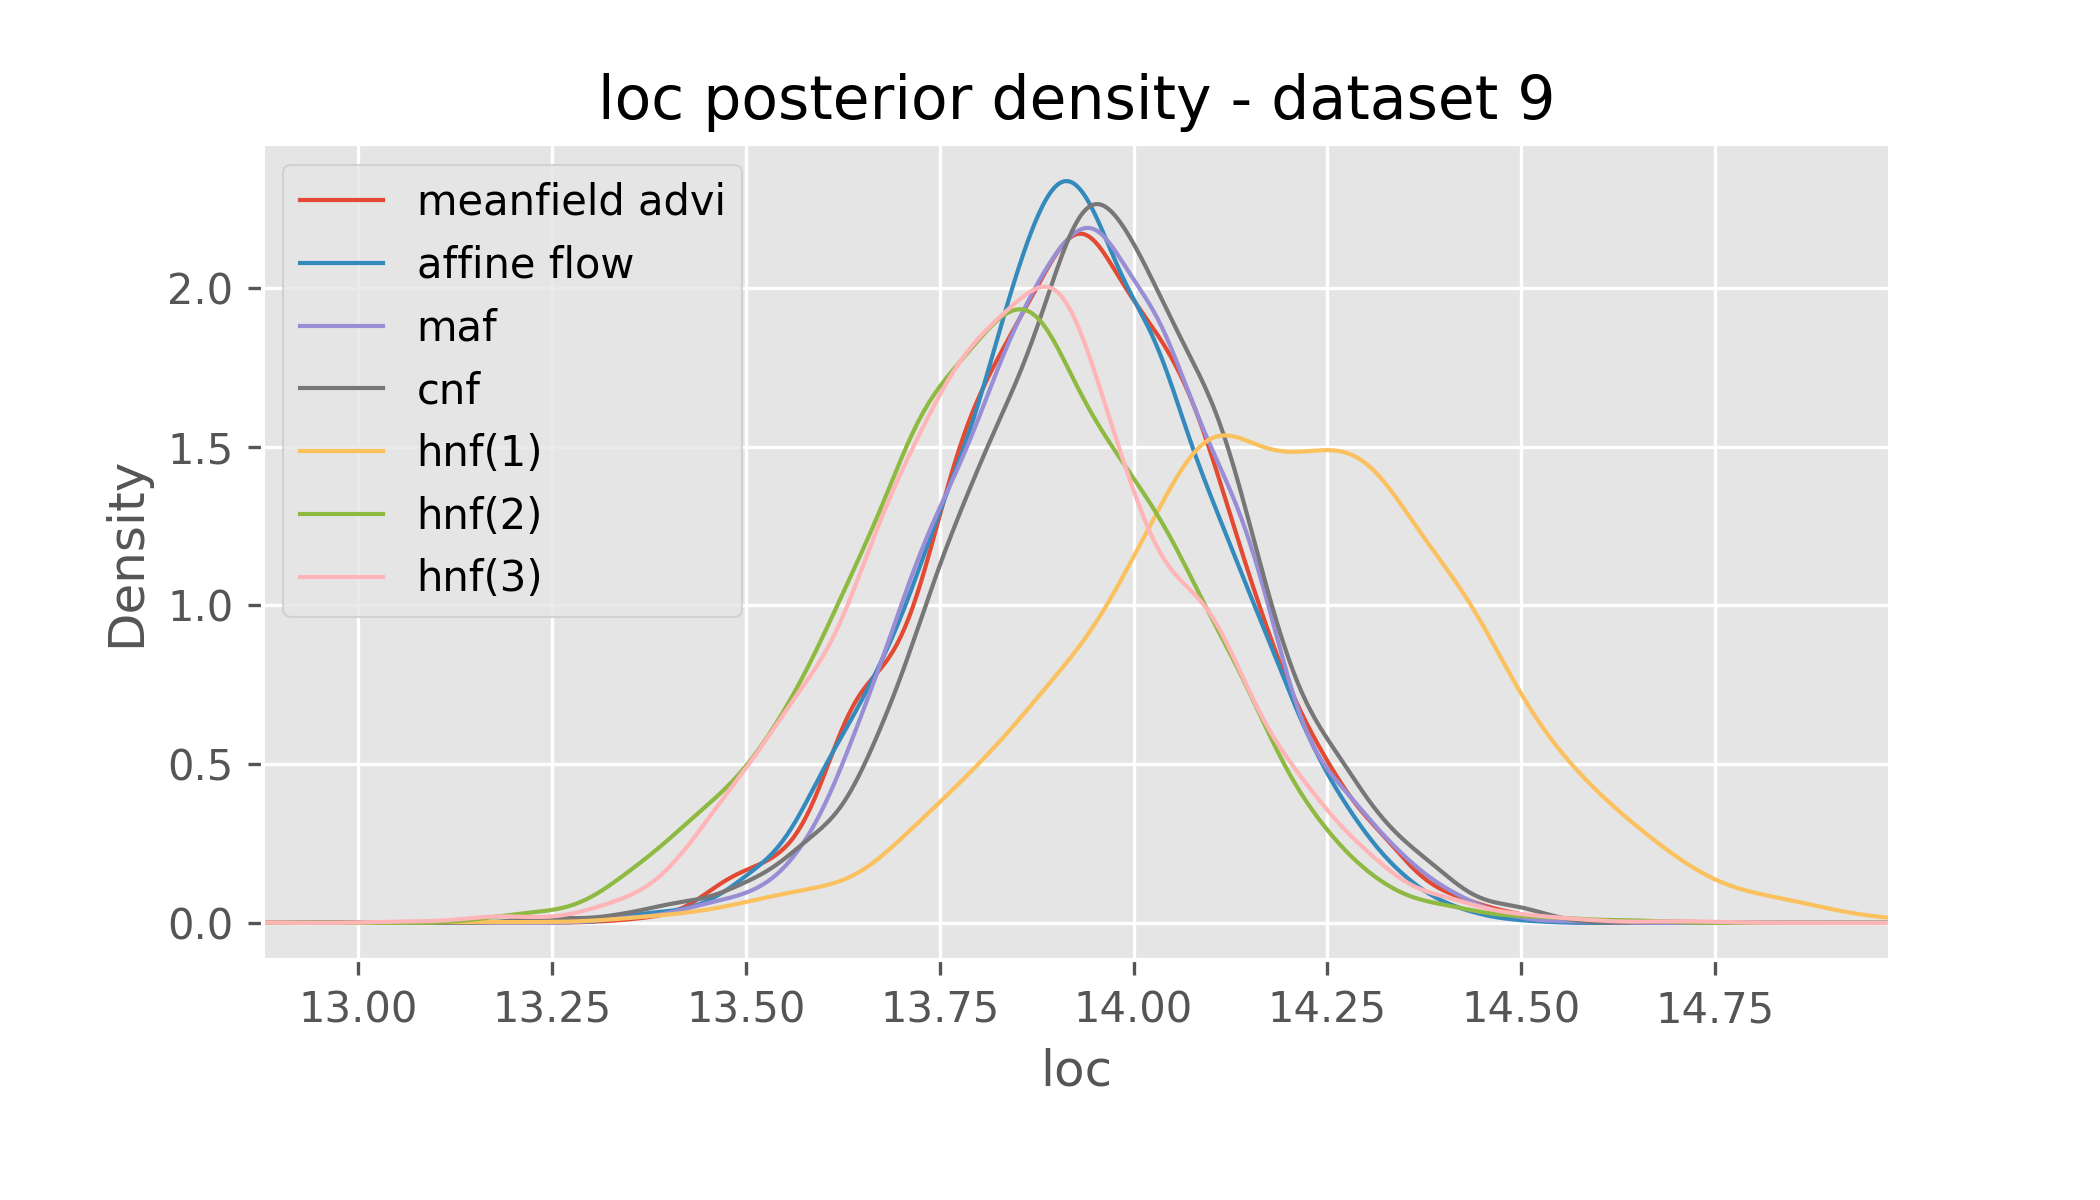 loc posterior density - dataset 9
meanfield advi
affine flow
maf
cnf
hnf(1)
hnf(2)
hnf(3)
Density
2.0
1.5
1.0
0.5
0.0
13.00 13.25 13.50 13.75 14.00 14.25 14.50 14.75
loc